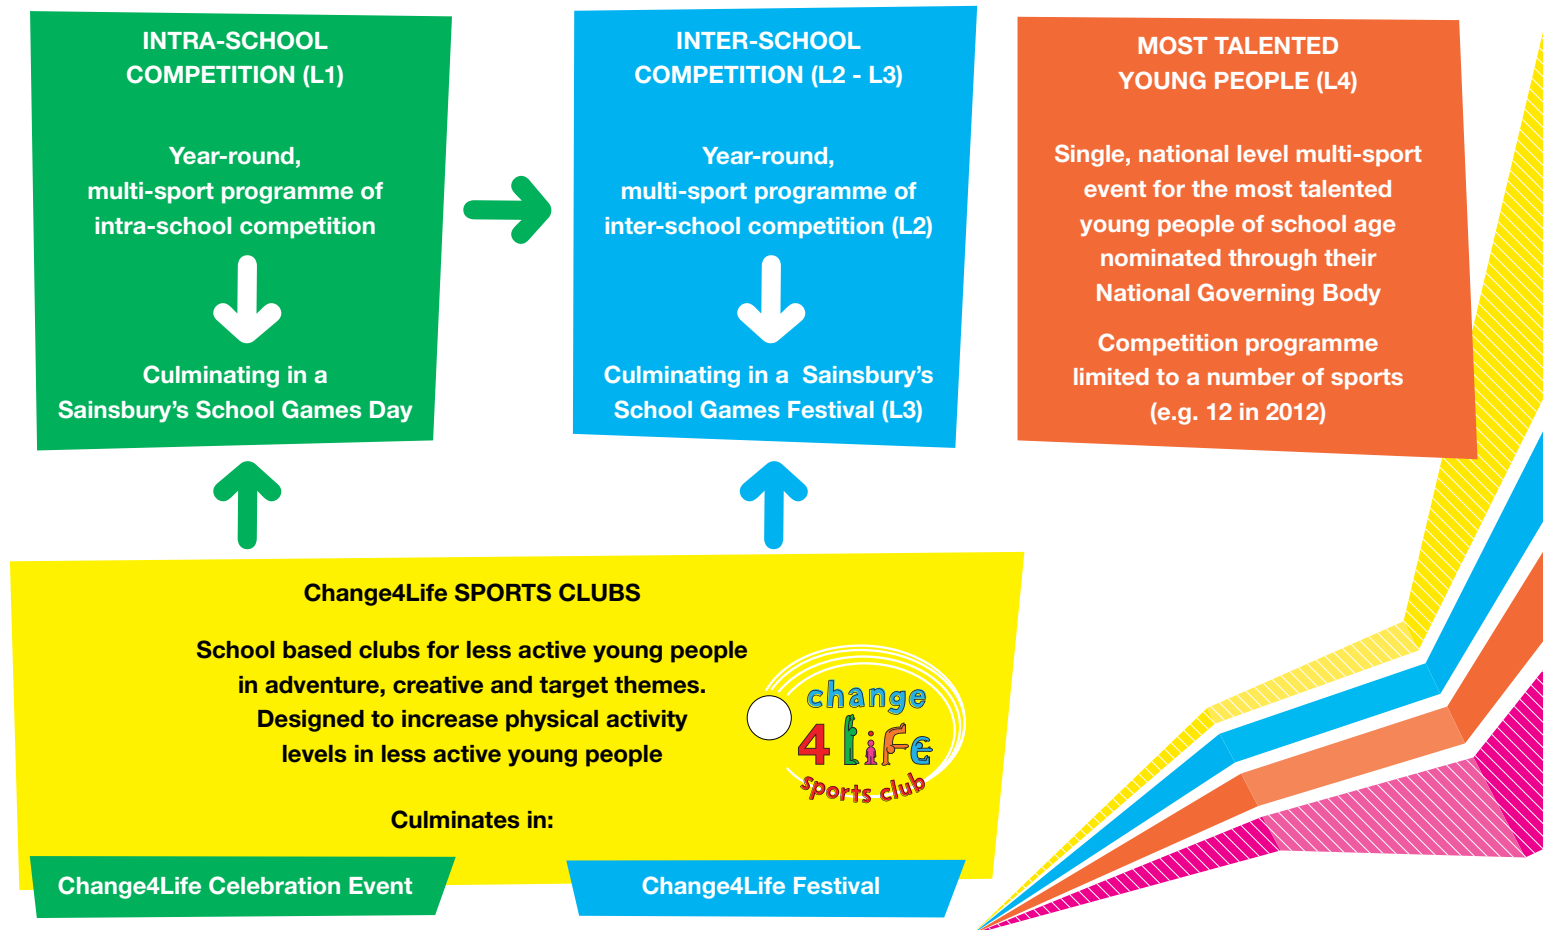 INTRA-SCHOOL
COMPETITION (L1)
Year-round,
multi-sport programme of
intra-school competition
Culminating in a
Sainsbury’s School Games Day
INTER-SCHOOL
COMPETITION (L2 - L3)
Year-round,
multi-sport programme of
inter-school competition (L2)
Culminating in a  Sainsbury’s
School Games Festival (L3)
MOST TALENTED
YOUNG PEOPLE (L4)
Single, national level multi-sport
event for the most talented
young people of school age
nominated through their
National Governing Body
Competition programme
limited to a number of sports
(e.g. 12 in 2012)
Change4Life SPORTS CLUBS
School based clubs for less active young people
in adventure, creative and target themes.
Designed to increase physical activity
levels in less active young people
change
4 LiFe
sports club
Culminates in:
Change4Life Celebration Event
Change4Life Festival